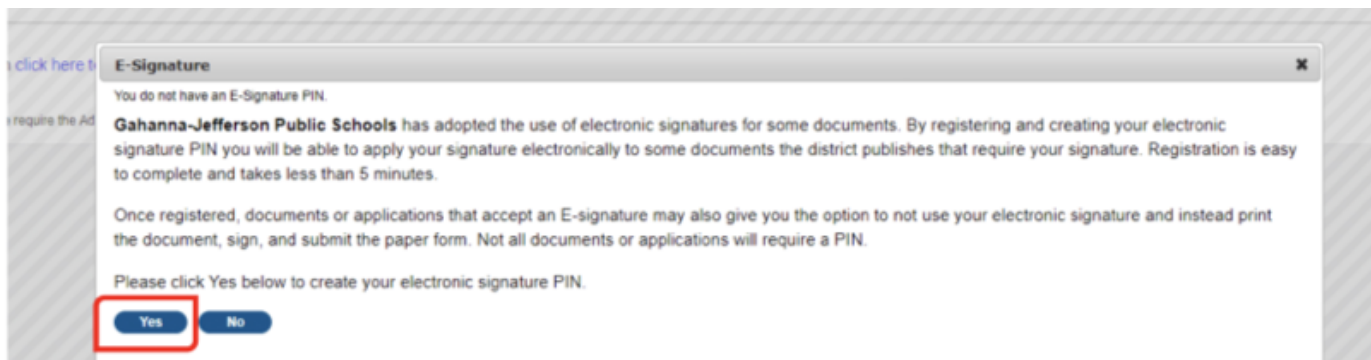 click here t
E-Signature
You do not have an E-Signature PIN.
require the Ad
Gahanna-Jefferson Public Schools has adopted the use of electronic signatures for some documents. By registering and creating your electronic
signature PIN you will be able to apply your signature electronically to some documents the district publishes that require your signature. Registration is easy
to complete and takes less than 5 minutes.
Once registered, documents or applications that accept an E-signature may also give you the option to not use your electronic signature and instead print
the document, sign, and submit the paper form. Not all documents or applications will require a PIN.
Please click Yes below to create your electronic signature PIN.
Yes No